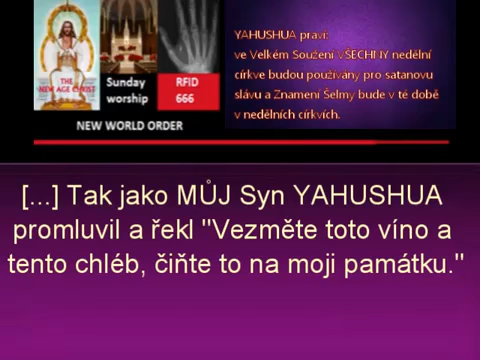 THE
NEW AGE CHRIST
Sunday
worship
RFID
666
NEW WORLD ORDER
YAHUSHUA praví:
ve Velkém Soužení VŠECHNY nedělní
církve budou používány pro satanovu
slávu a Znamení Šelmy bude v té době
v nedělních církvích.
[...] Tak jako MŮJ Syn YAHUSHUA
promluvil a řekl "Vezměte toto víno a
tento chléb, čiňte to na moji památku."